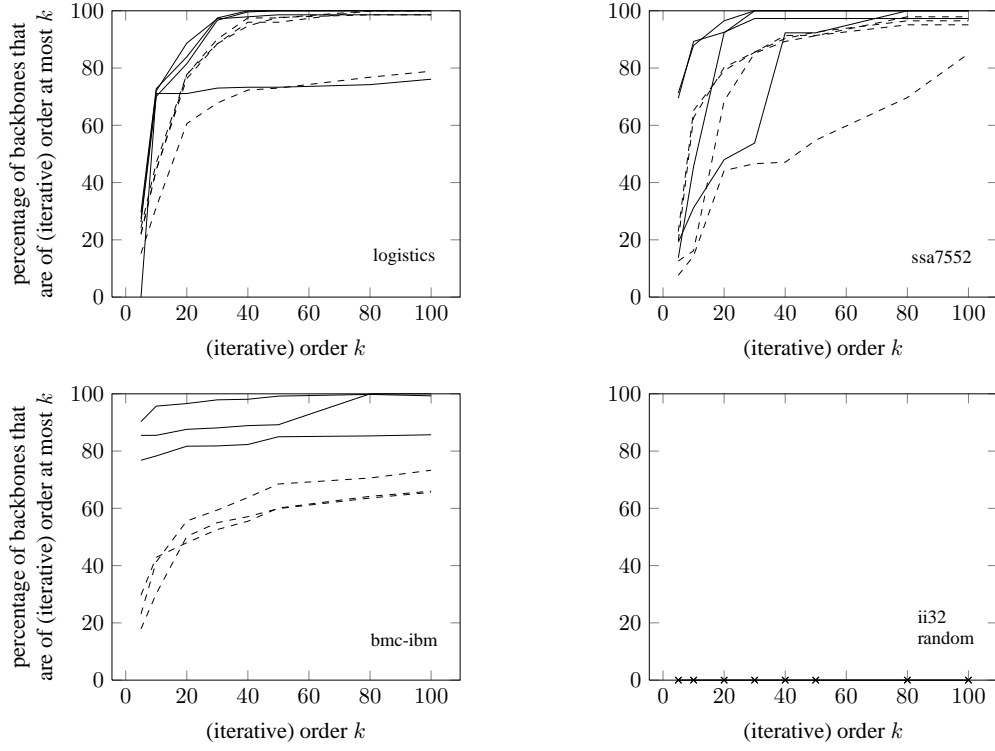 percentage of backbones that
are of (iterative) order at most k
100
80
60
40
20
0
0 20 40 60 80 100
logistics
(iterative) order k
100
80
60
40
20
0
0 20 40 60 80 100
ssa7552
(iterative) order k
percentage of backbones that
are of (iterative) order at most k
100
80
60
40
20
0
0 20 40 60 80 100
bmc-ibm
(iterative) order k
100
80
60
40
20
0
0 20 40 60 80 100
ii32
random
(iterative) order k